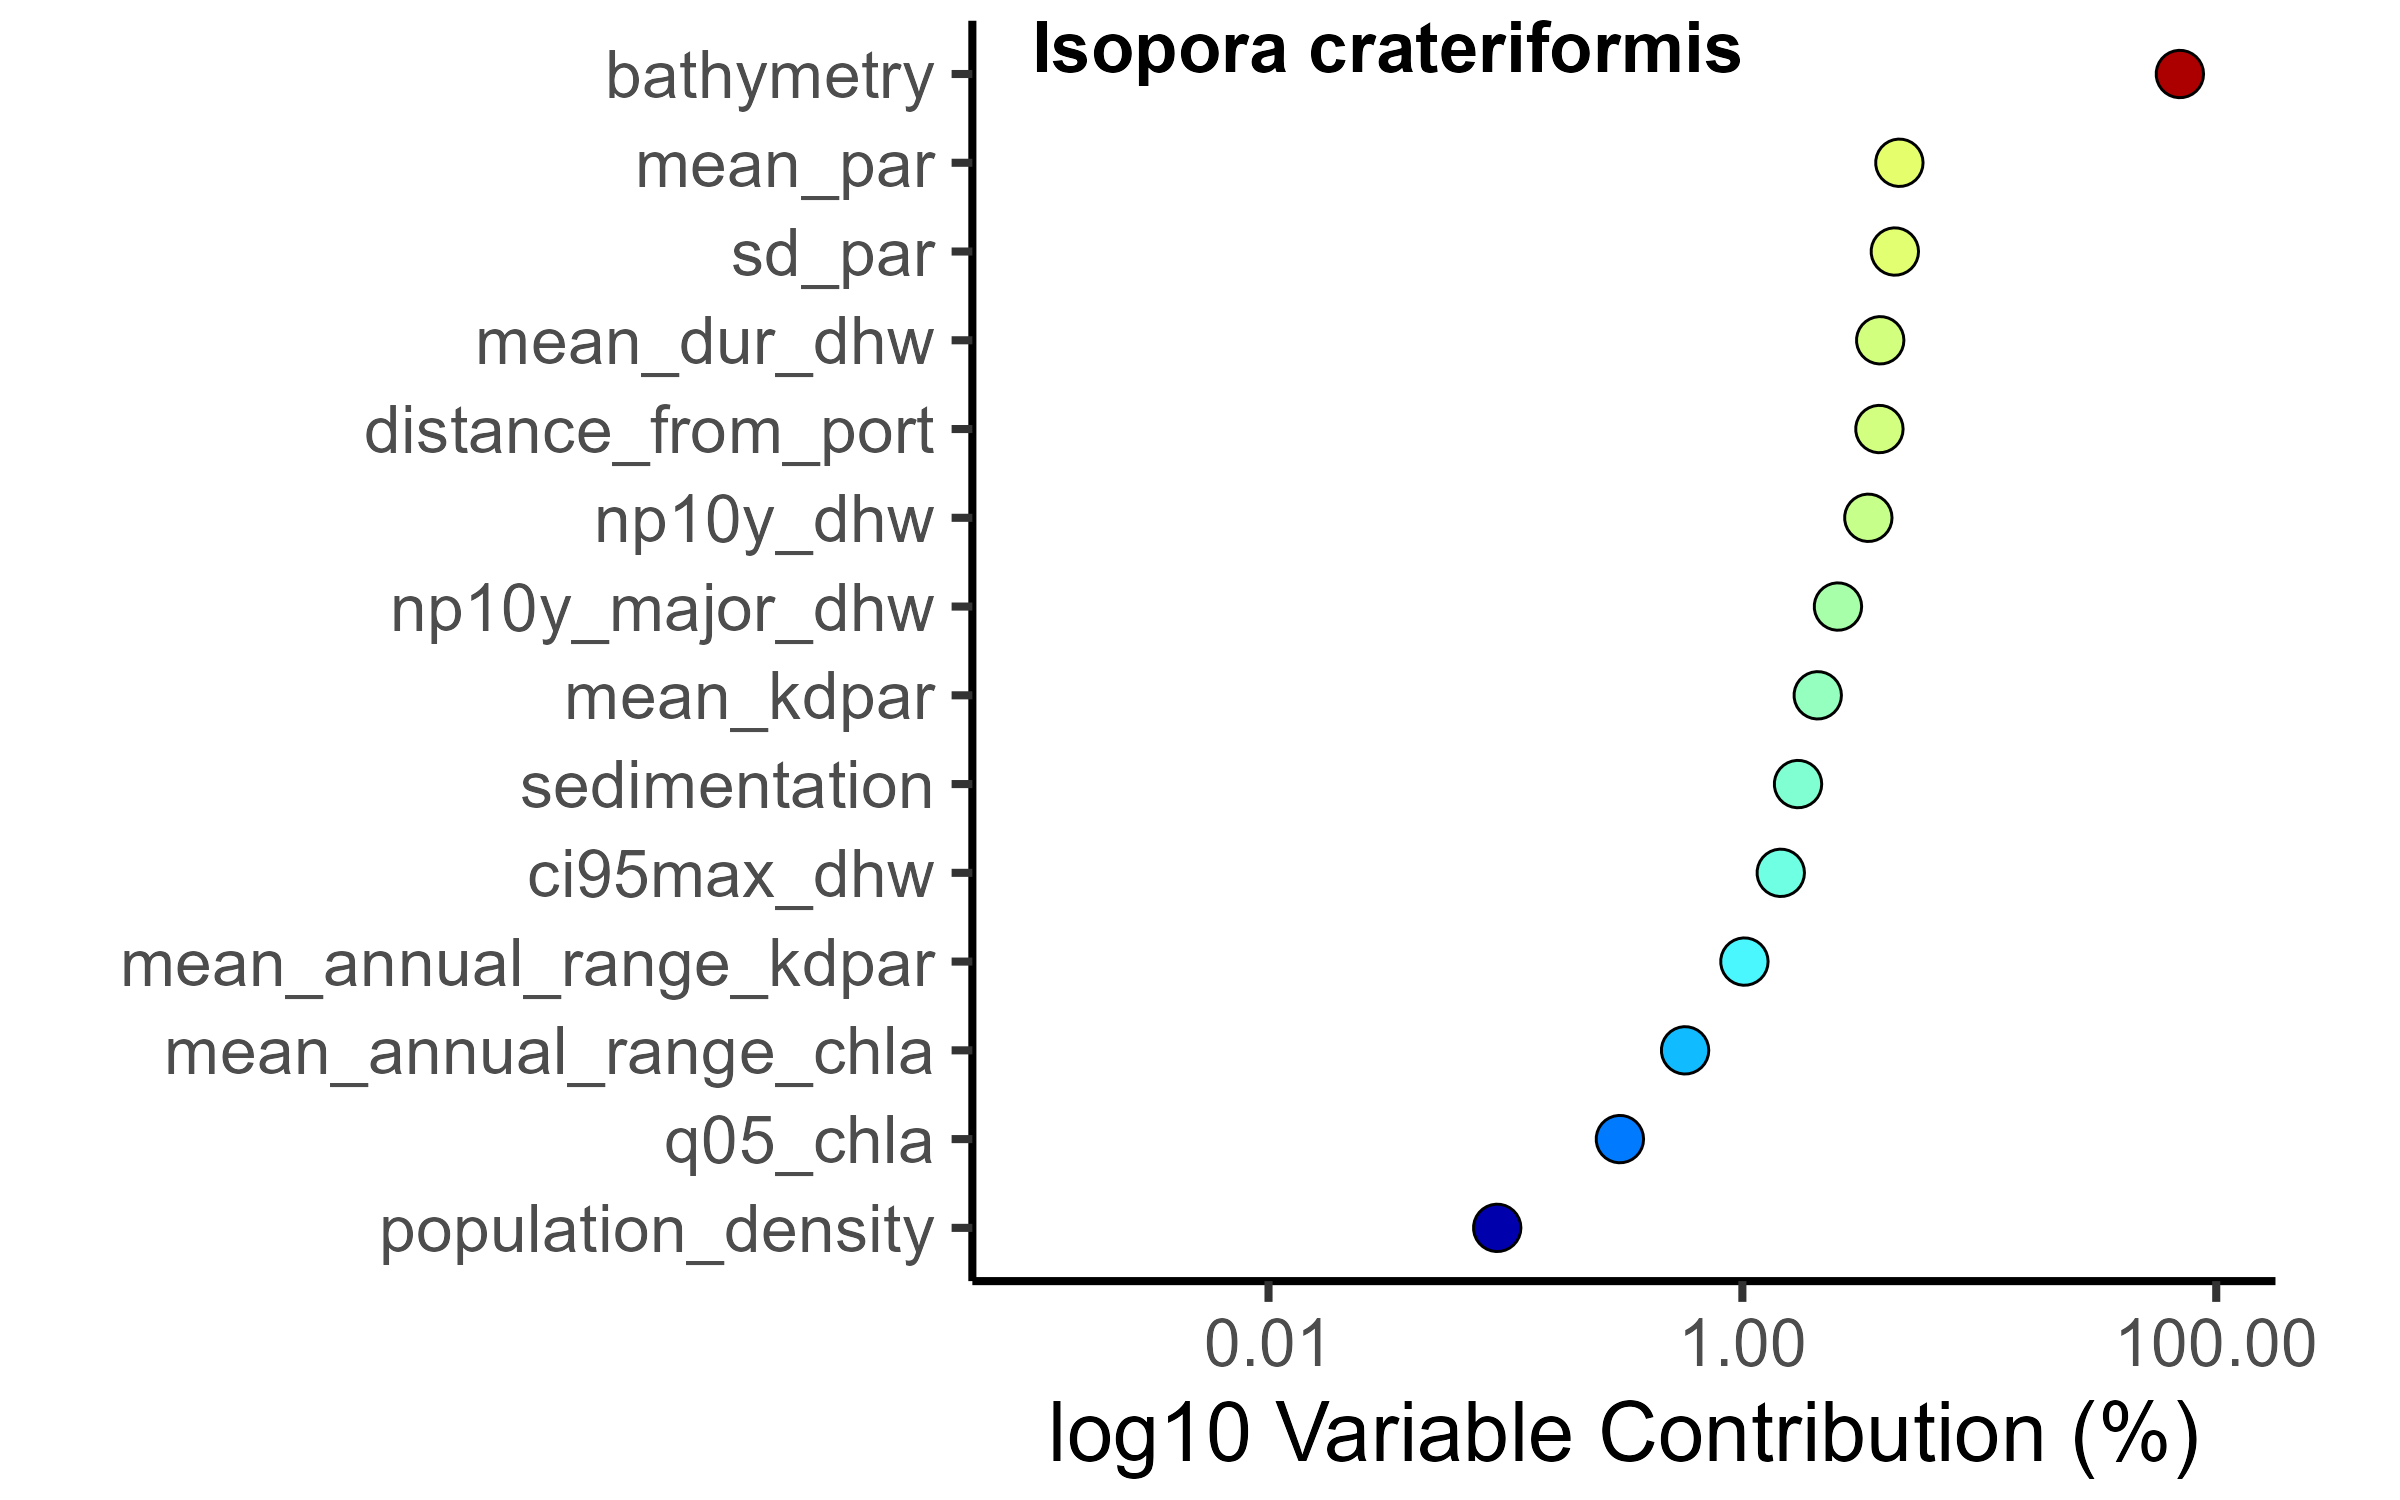 Isopora crateriformis
bathymetry
mean_par
sd_par
mean_dur_dhw
distance_from_port
np10y_dhw
np10y_major_dhw
mean_kdpar
sedimentation
ci95max_dhw
mean_annual_range_kdpar
mean_annual_range_chla
q05_chla
population_density
0.01 1.00 100.00
log10 Variable Contribution (%)